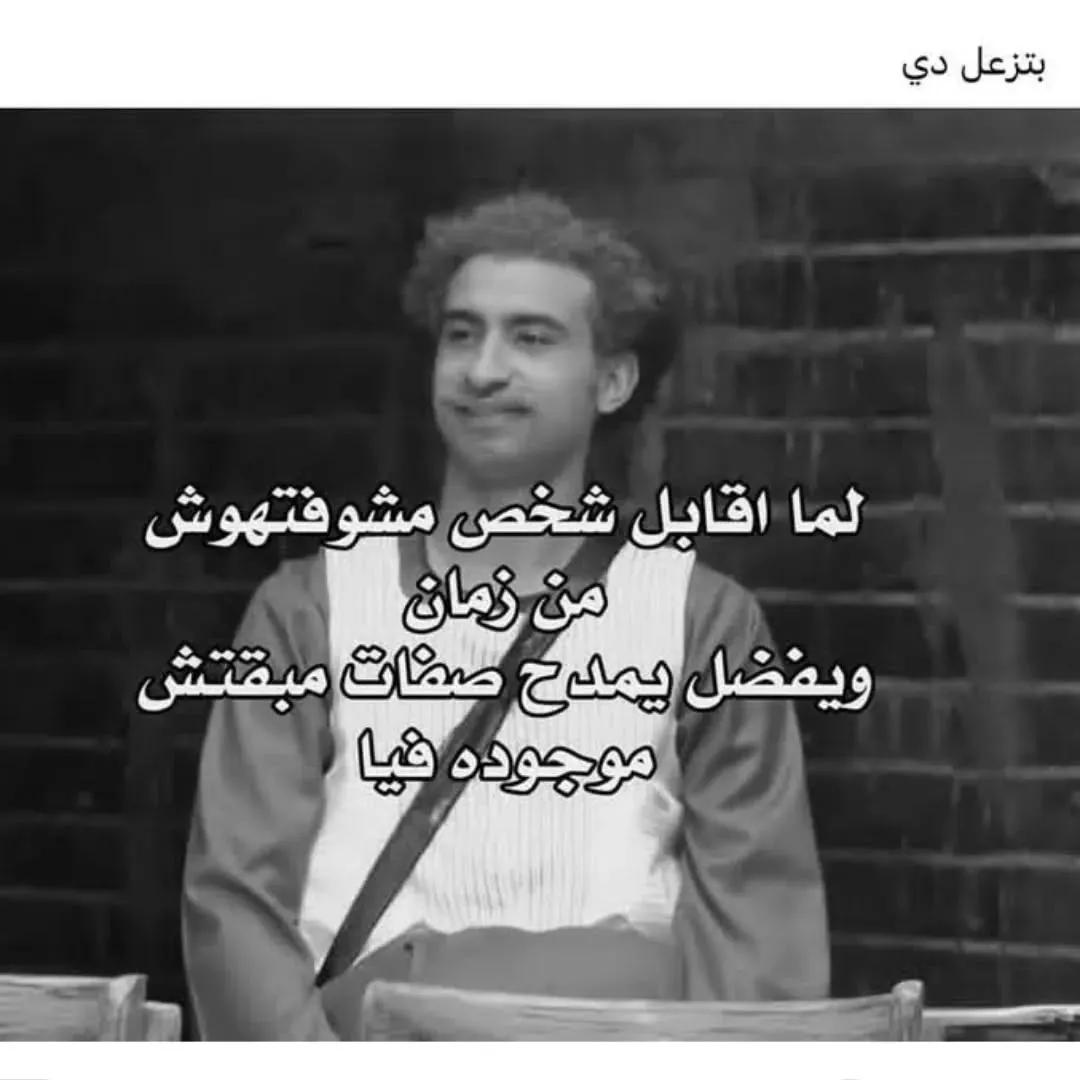 بتزعل دي
لما اقابل شخص مشوفتهوش
من زمان
ويفضل يمدح صفات مبقتش
موجوده فيا